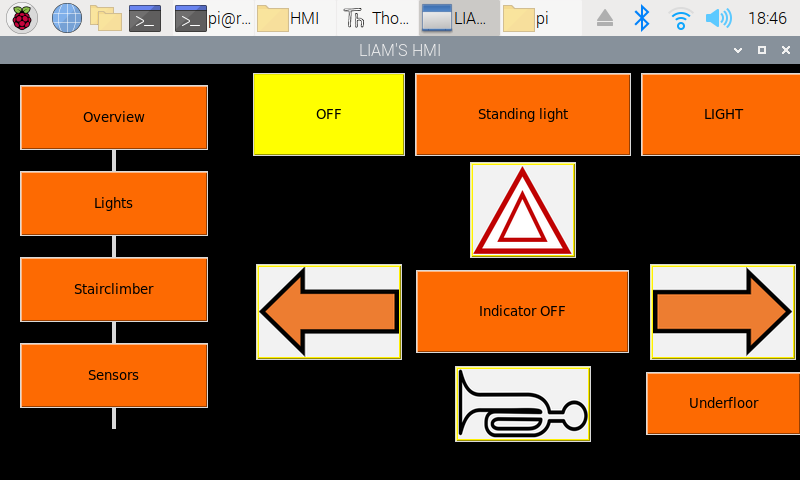 pi@r...
HMI
Tho...
LIA...
pi
18:46
LIAM'S HMI
Overview
Lights
Stairclimber
Sensors
OFF
Standing light
LIGHT
Indicator OFF
Underfloor